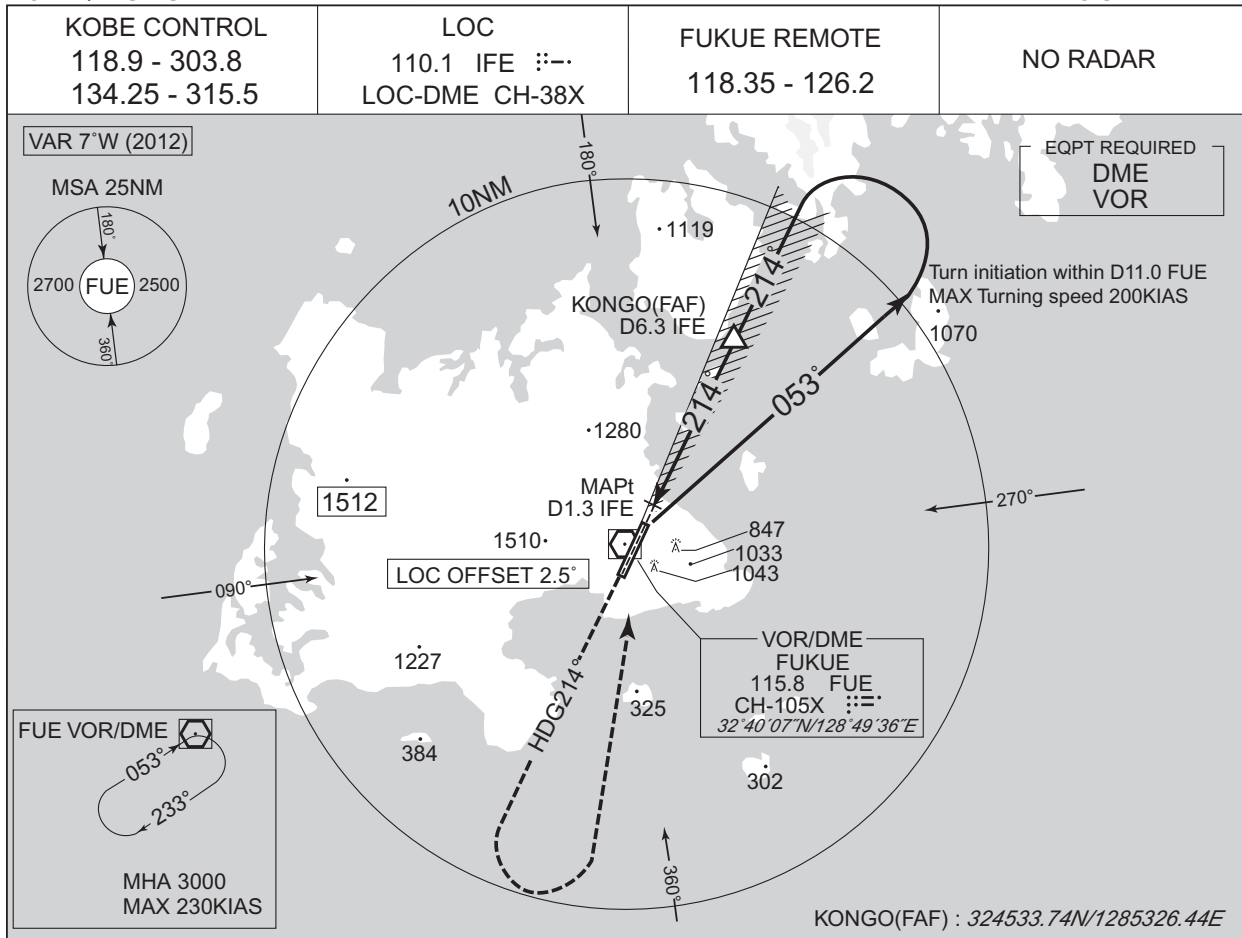 KOBE CONTROL
118.9 - 303.8
134.25 - 315.5
LOC
110.1 IFE
LOC-DME CH-38X
FUKUE REMOTE
118.35 - 126.2
NO RADAR
VAR 7°W (2012)
MSA 25NM
180°
2700
FUE
2500
360°
180°
10NM
EQPT REQUIRED
DME
VOR
1119
214°
Turn initiation within D11.0 FUE
MAX Turning speed 200KIAS
KONGO(FAF)
D6.3 IFE
1070
053°
214°
1280
MAPt
D1.3 IFE
1512
270°
1510
847
1033
1043
LOC OFFSET 2.5°
090°
VOR/DME
FUKUE
115.8 FUE
CH-105X
32°40´07˝N/128°49´36˝E
1227
HDG214°
325
384
302
FUE VOR/DME
053°
233°
MHA 3000
MAX 230KIAS
360°
KONGO(FAF) : 324533.74N/1285326.44E